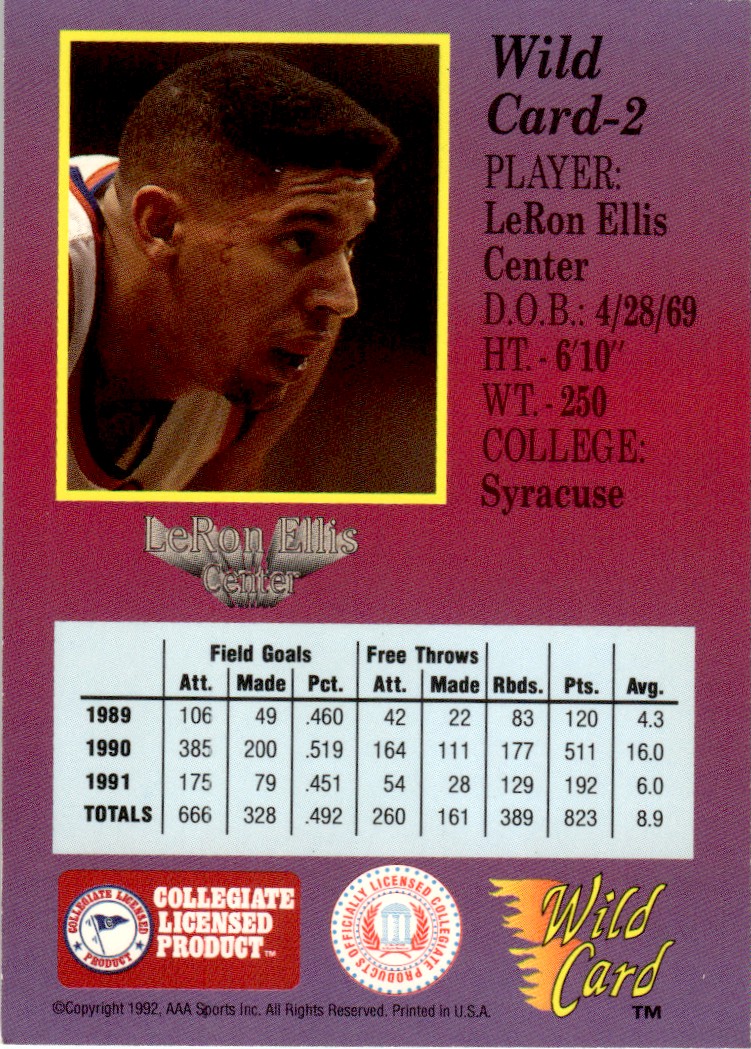 Wild
Card-2
PLAYER:
LeRon Ellis
Center
D.O.B.: 4/28/69
HT. - 6'10"
WT. - 250
COLLEGE:
Syracuse
LeRon Ellis
Center
Field Goals Free Throws
Att. Made Pct. Att. Made Rbds. Pts. Avg.
1989 106 49 .460 42 22 83 120 4.3
1990 385 200 .519 164 111 177 511 16.0
1991 175 79 .451 54 28 129 192 6.0
TOTALS 666 328 .492 260 161 389 823 8.9
COLLEGIATE LICENSED
PRODUCT
COLLEGIATE
LICENSED
PRODUCT™
OFFICIALLY LICENSED COLLEGIATE PRODUCTS
Wild
Card
TM
©Copyright 1992, AAA Sports Inc. All Rights Reserved. Printed in U.S.A.